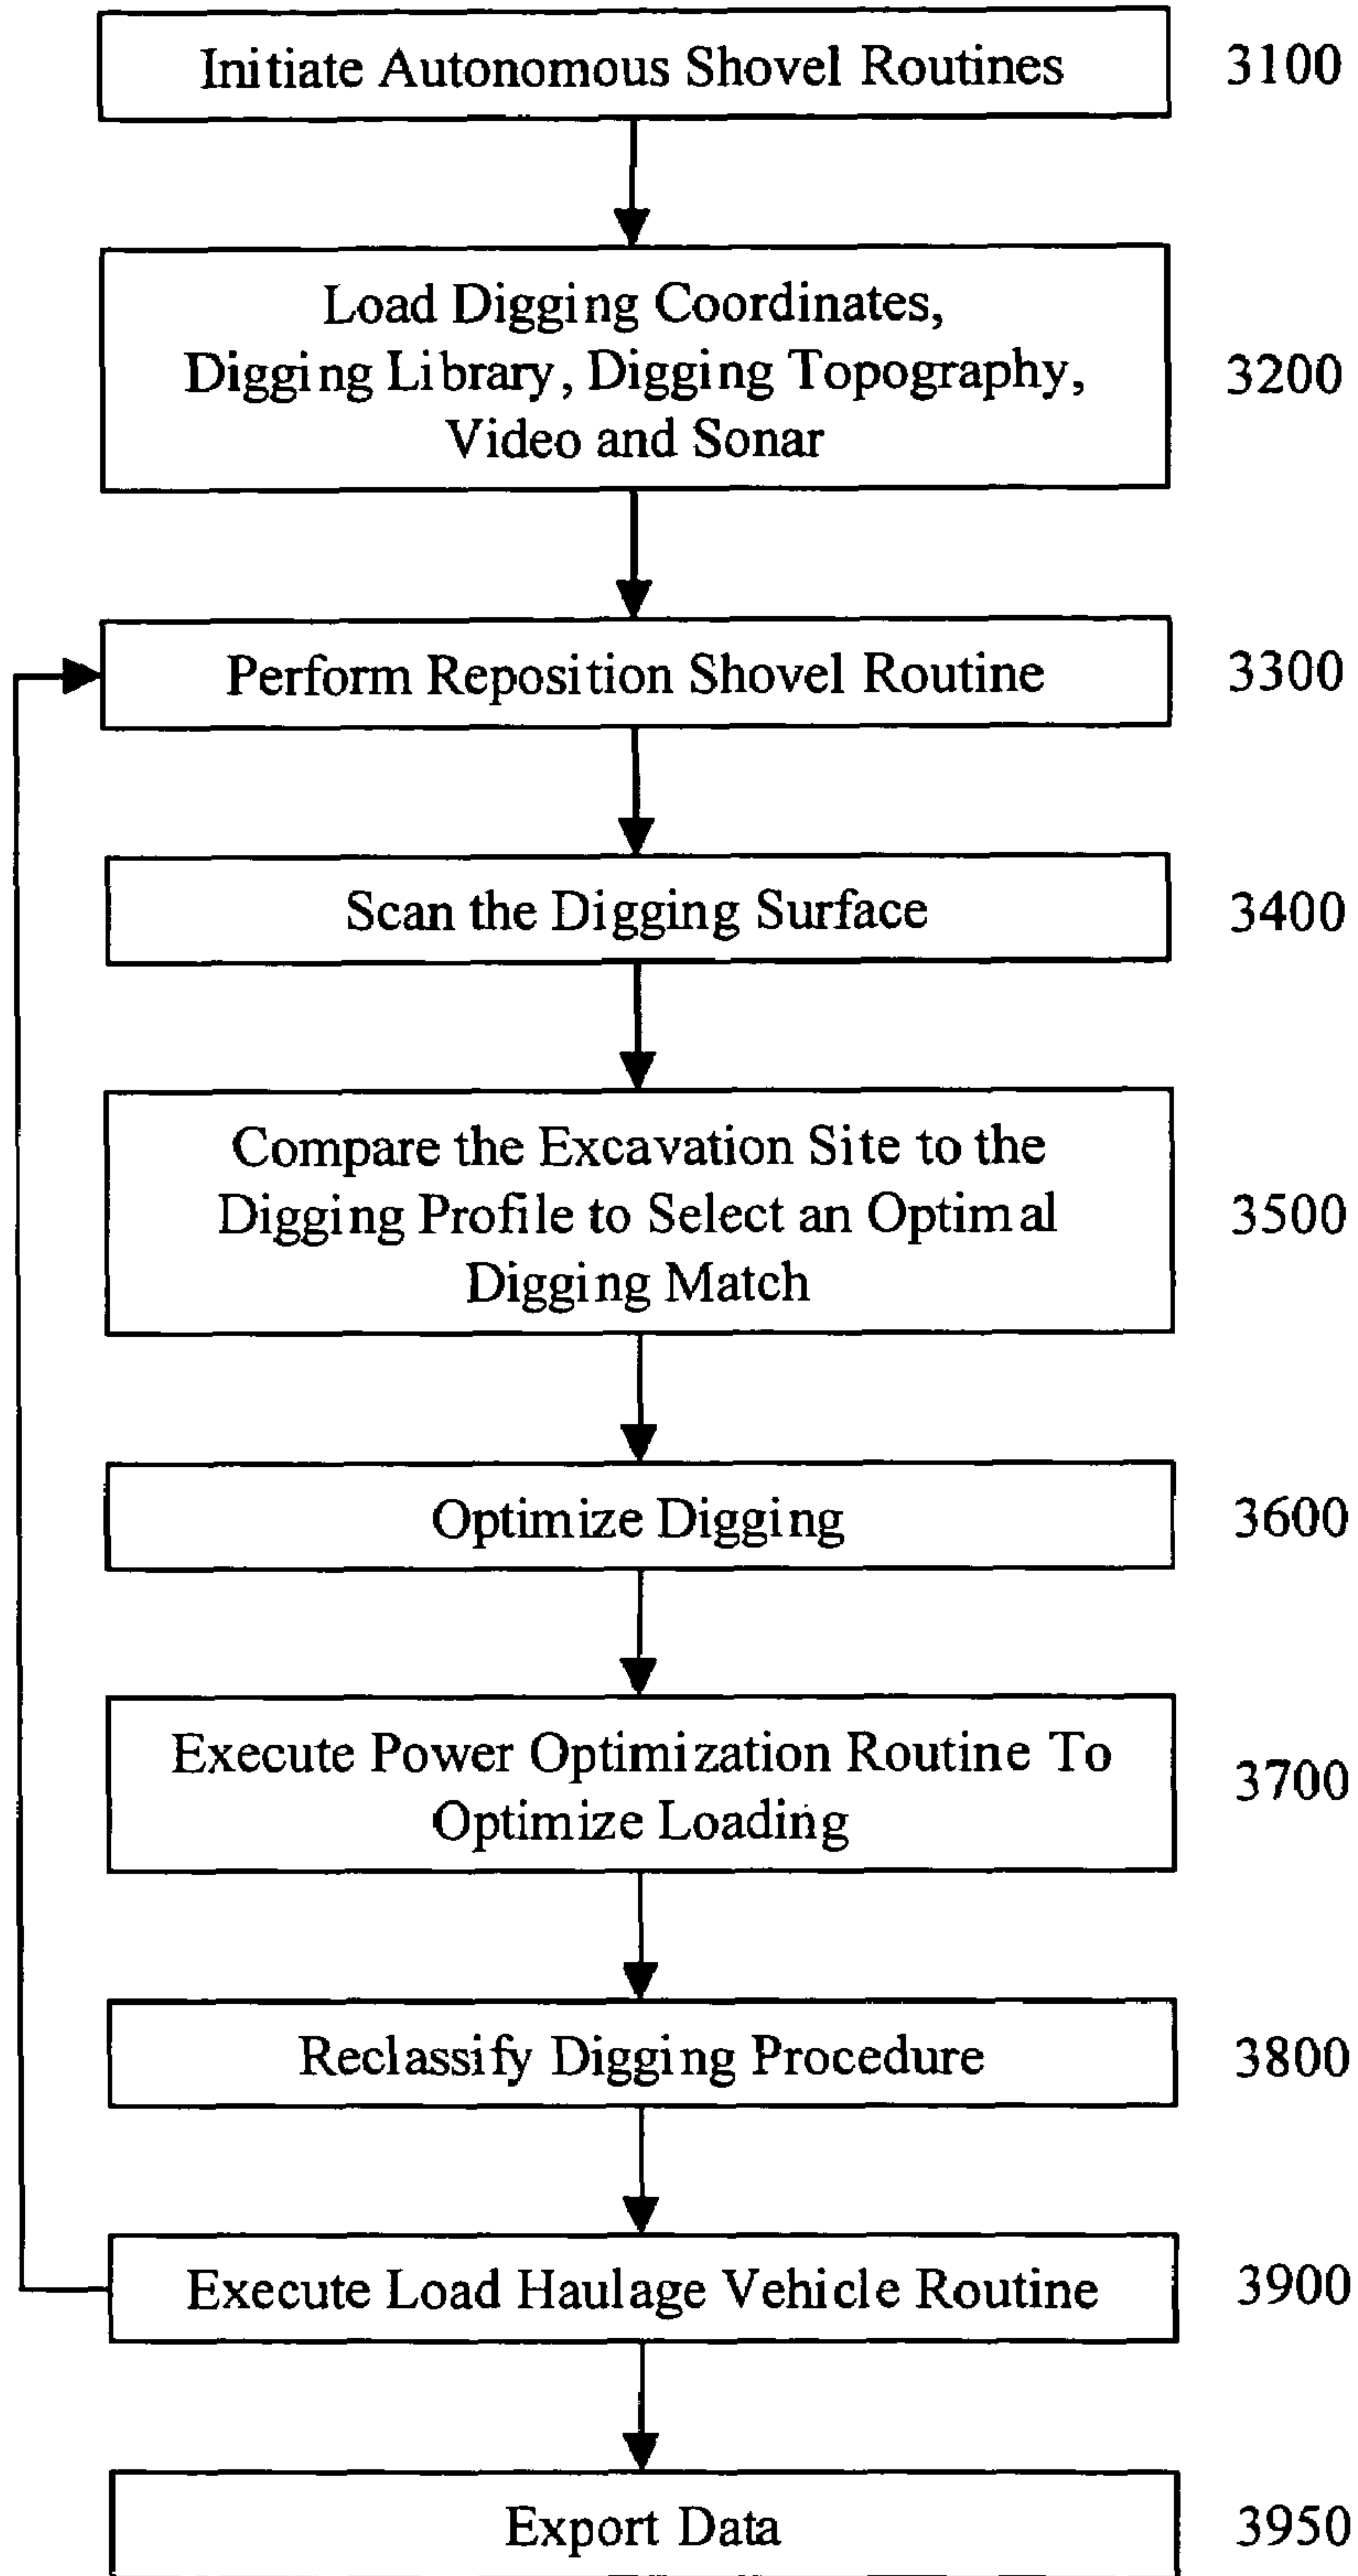 Initiate Autonomous Shovel Routines 3100
Load Digging Coordinates,
Digging Library, Digging Topography, 3200
Video and Sonar
Perform Reposition Shovel Routine 3300
Scan the Digging Surface 3400
Compare the Excavation Site to the
Digging Profile to Select an Optimal 3500
Digging Match
Optimize Digging 3600
Execute Power Optimization Routine To
Optimize Loading 3700
Reclassify Digging Procedure 3800
Execute Load Haulage Vehicle Routine 3900
Export Data 3950